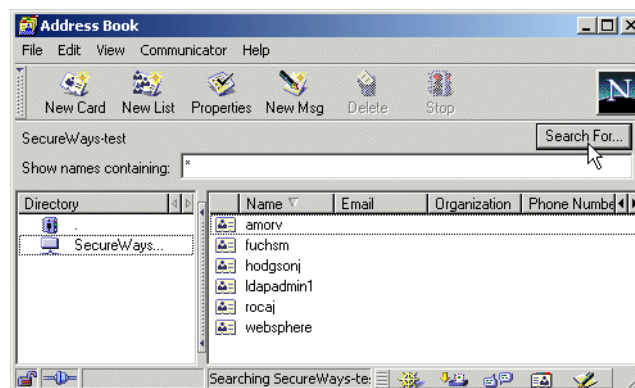 Address Book
File Edit View Communicator Help
New Card New List Properties New Msg Delete Stop
N
SecureWays-test
Search For...
Show names containing: *
Directory Name Email Organization Phone Numbe
.
SecureWays...
amorv
fuchsm
hodgsonj
ldapadmin1
rocaj
websphere
Searching SecureWays-te: